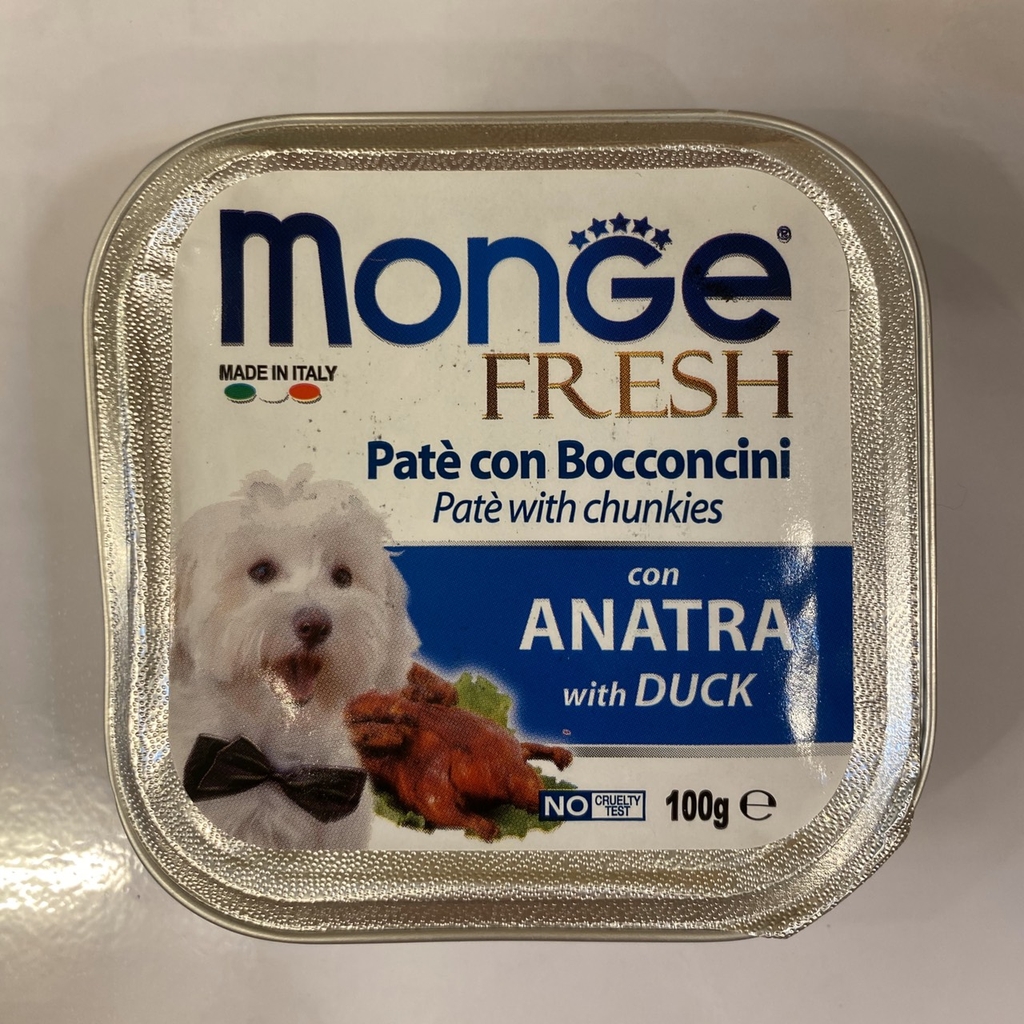 monGe®
FRESH
MADE IN ITALY
Patè con Bocconcini
Patè with chunkies
con
ANATRA
with DUCK
NO CRUELTY TEST
100g ℮